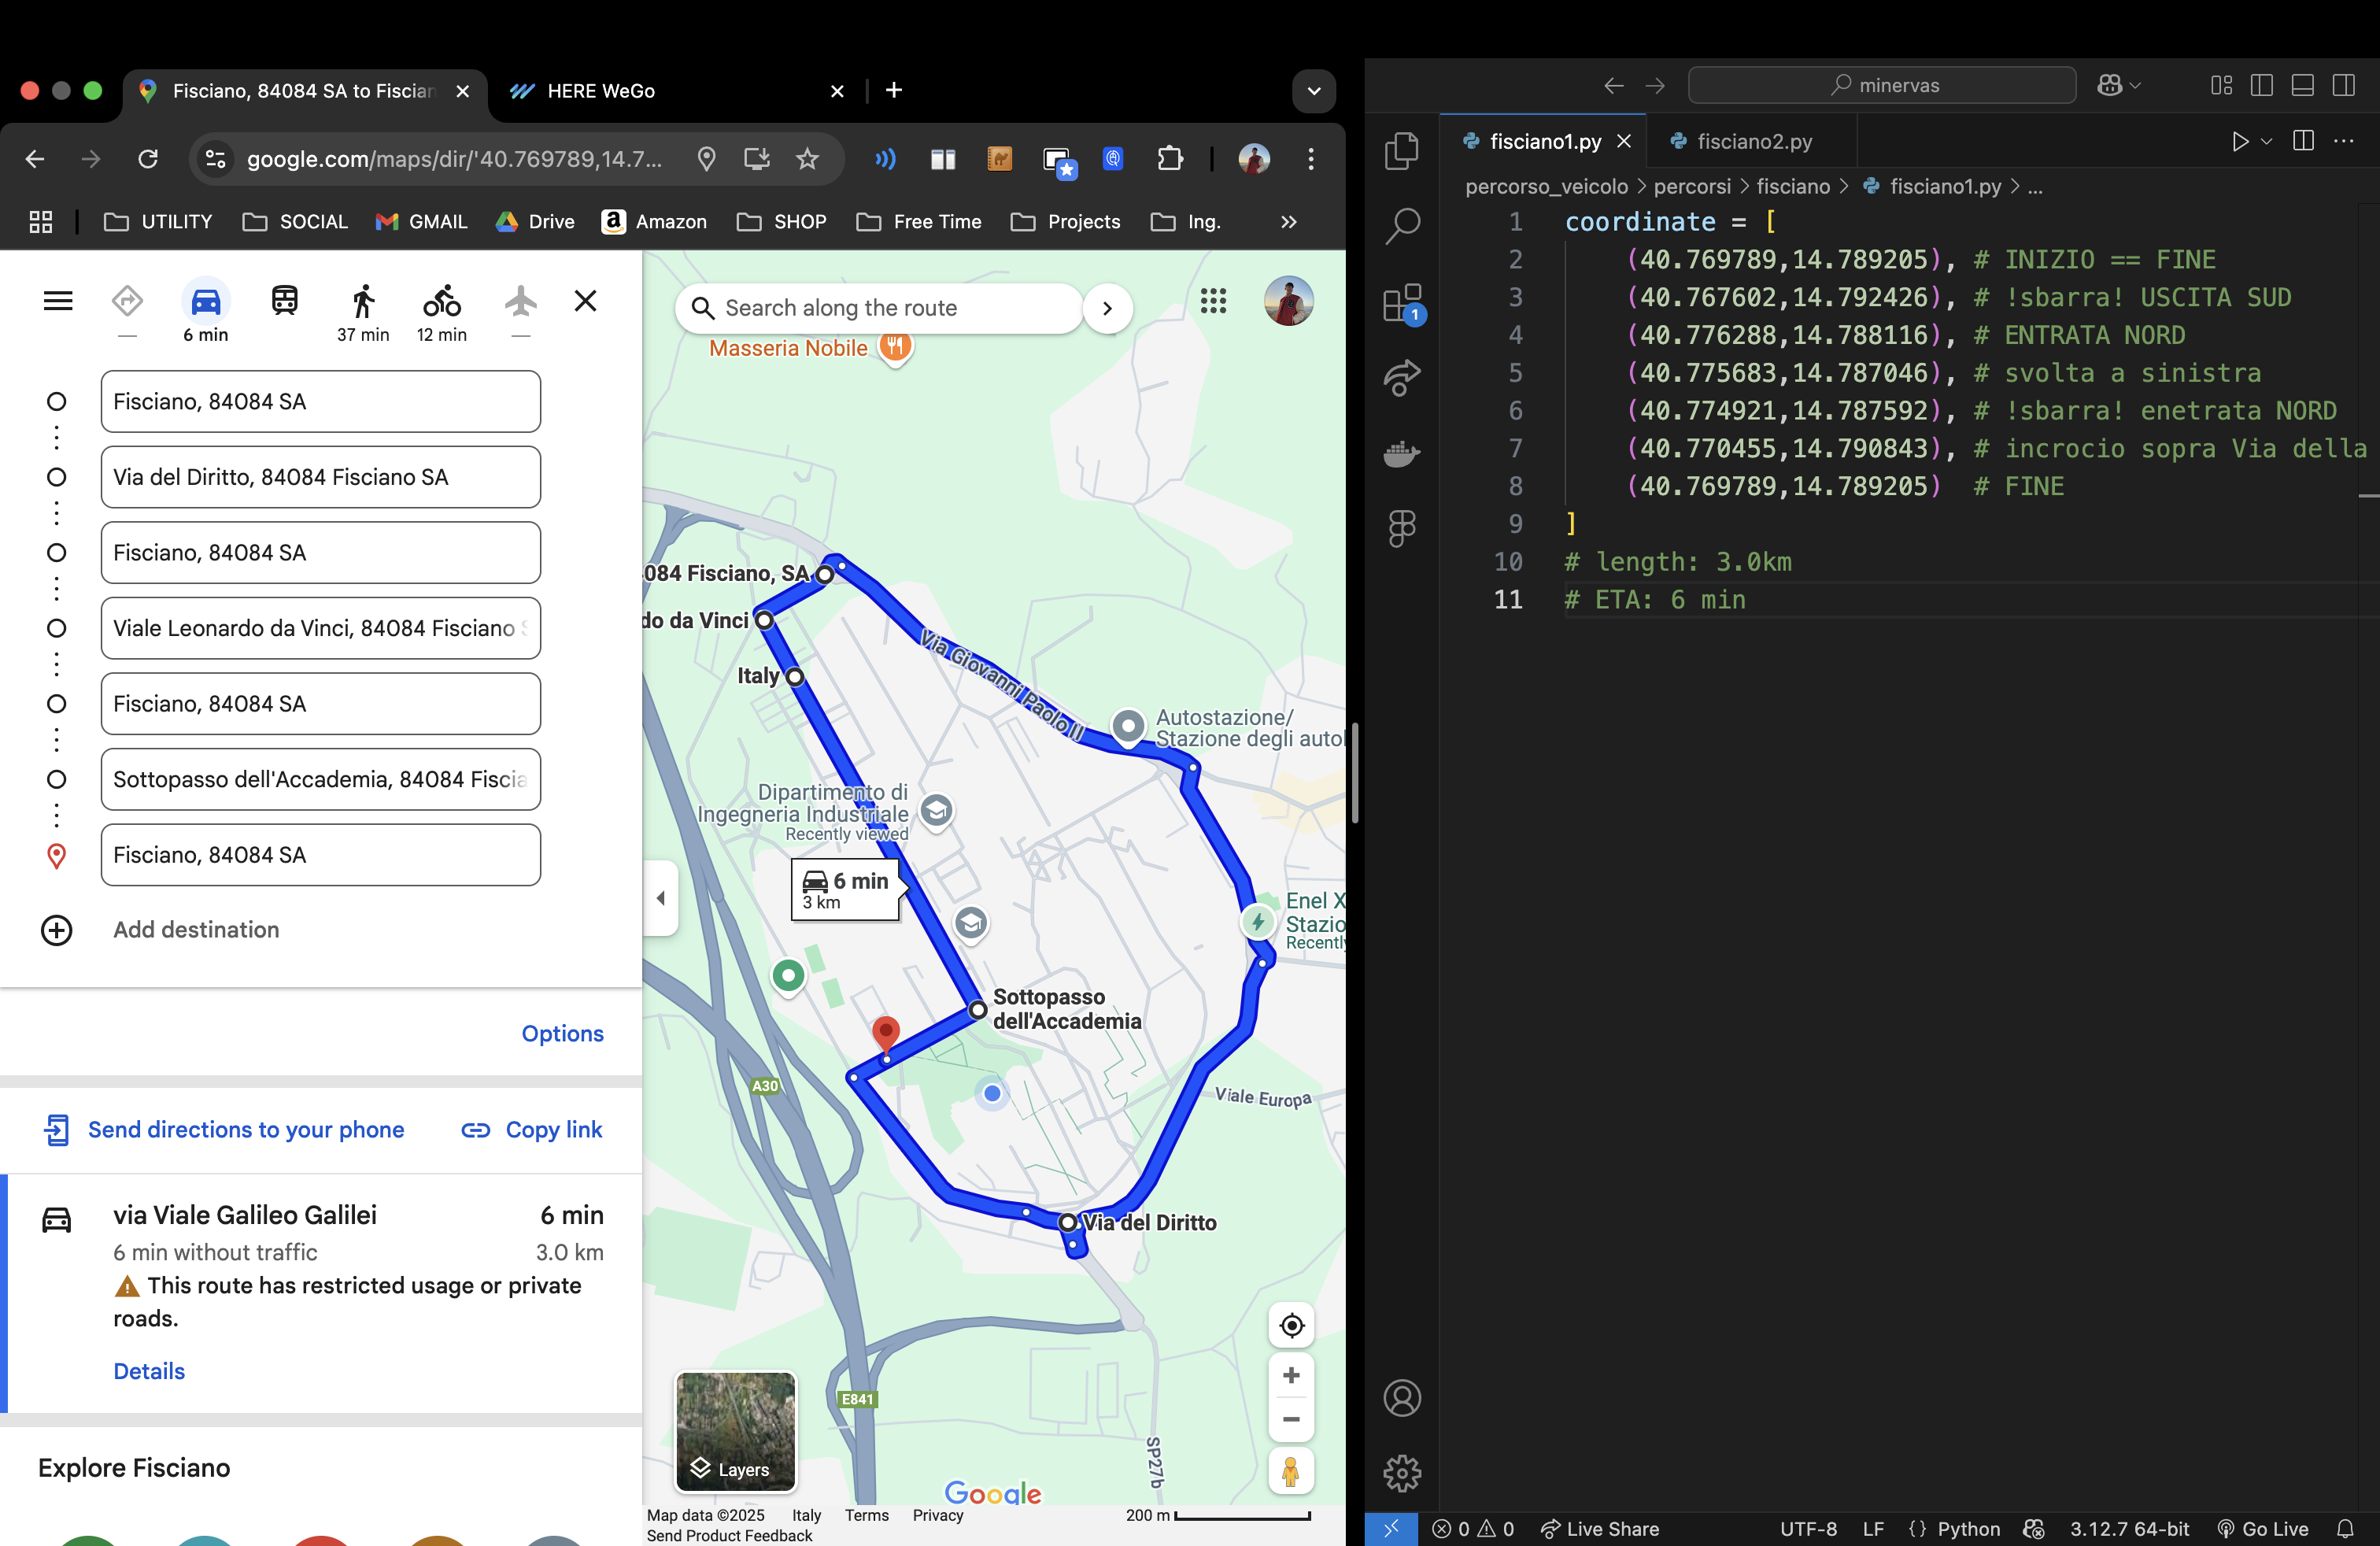 Fisciano, 84084 SA to Fiscian
HERE WeGo
google.com/maps/dir/'40.769789,14.7...
UTILITY
SOCIAL
GMAIL
Drive
Amazon
SHOP
Free Time
Projects
Ing.
6 min
37 min
12 min
Fisciano, 84084 SA
Via del Diritto, 84084 Fisciano SA
Fisciano, 84084 SA
Viale Leonardo da Vinci, 84084 Fisciano S
Fisciano, 84084 SA
Sottopasso dell'Accademia, 84084 Fiscia
Fisciano, 84084 SA
Add destination
Options
Send directions to your phone
Copy link
via Viale Galileo Galilei
6 min
6 min without traffic
3.0 km
This route has restricted usage or private
roads.
Details
Explore Fisciano
Search along the route
Masseria Nobile
084 Fisciano, SA
do da Vinci
Italy
Via Giovanni Paolo II
Autostazione/
Stazione degli autol
Dipartimento di
Ingegneria Industriale
Recently viewed
6 min
3 km
Enel X
Stazio
Recently
Sottopasso
dell'Accademia
A30
Viale Europa
Via del Diritto
E841
SP27b
Layers
Google
Map data ©2025
Italy
Terms
Privacy
200 m
Send Product Feedback
minervas
fisciano1.py
fisciano2.py
percorso_veicolo > percorsi > fisciano > fisciano1.py > ...
1
1 coordinate = [
2 (40.769789,14.789205), # INIZIO == FINE
3 (40.767602,14.792426), # !sbarra! USCITA SUD
4 (40.776288,14.788116), # ENTRATA NORD
5 (40.775683,14.787046), # svolta a sinistra
6 (40.774921,14.787592), # !sbarra! enetrata NORD
7 (40.770455,14.790843), # incrocio sopra Via della
8 (40.769789,14.789205) # FINE
9 ]
10 # length: 3.0km
11 # ETA: 6 min
0
0
Live Share
UTF-8
LF
{} Python
3.12.7 64-bit
Go Live